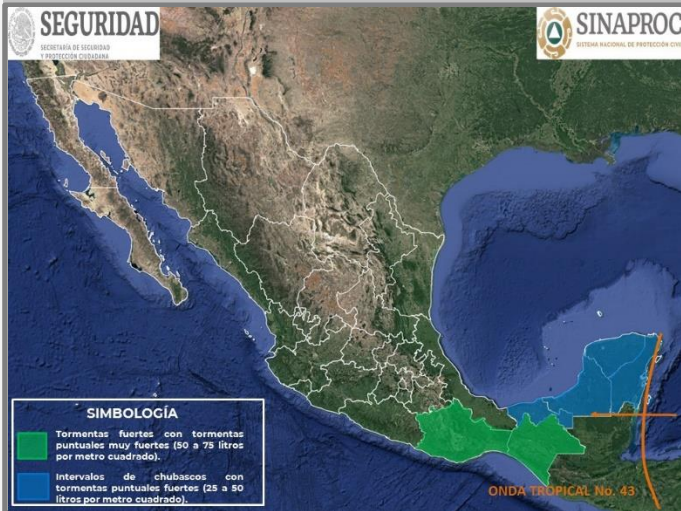 SEGURIDAD
SECRETARÍA DE SEGURIDAD
Y PROTECCIÓN CIUDADANA
SINAPROC
SISTEMA NACIONAL DE PROTECCIÓN CIVIL
SIMBOLOGÍA
Tormentas fuertes con tormentas
puntuales muy fuertes (50 a 75 litros
por metro cuadrado).
Intervalos de chubascos con
tormentas puntuales fuertes (25 a 50
litros por metro cuadrado).
ONDA TROPICAL No. 43